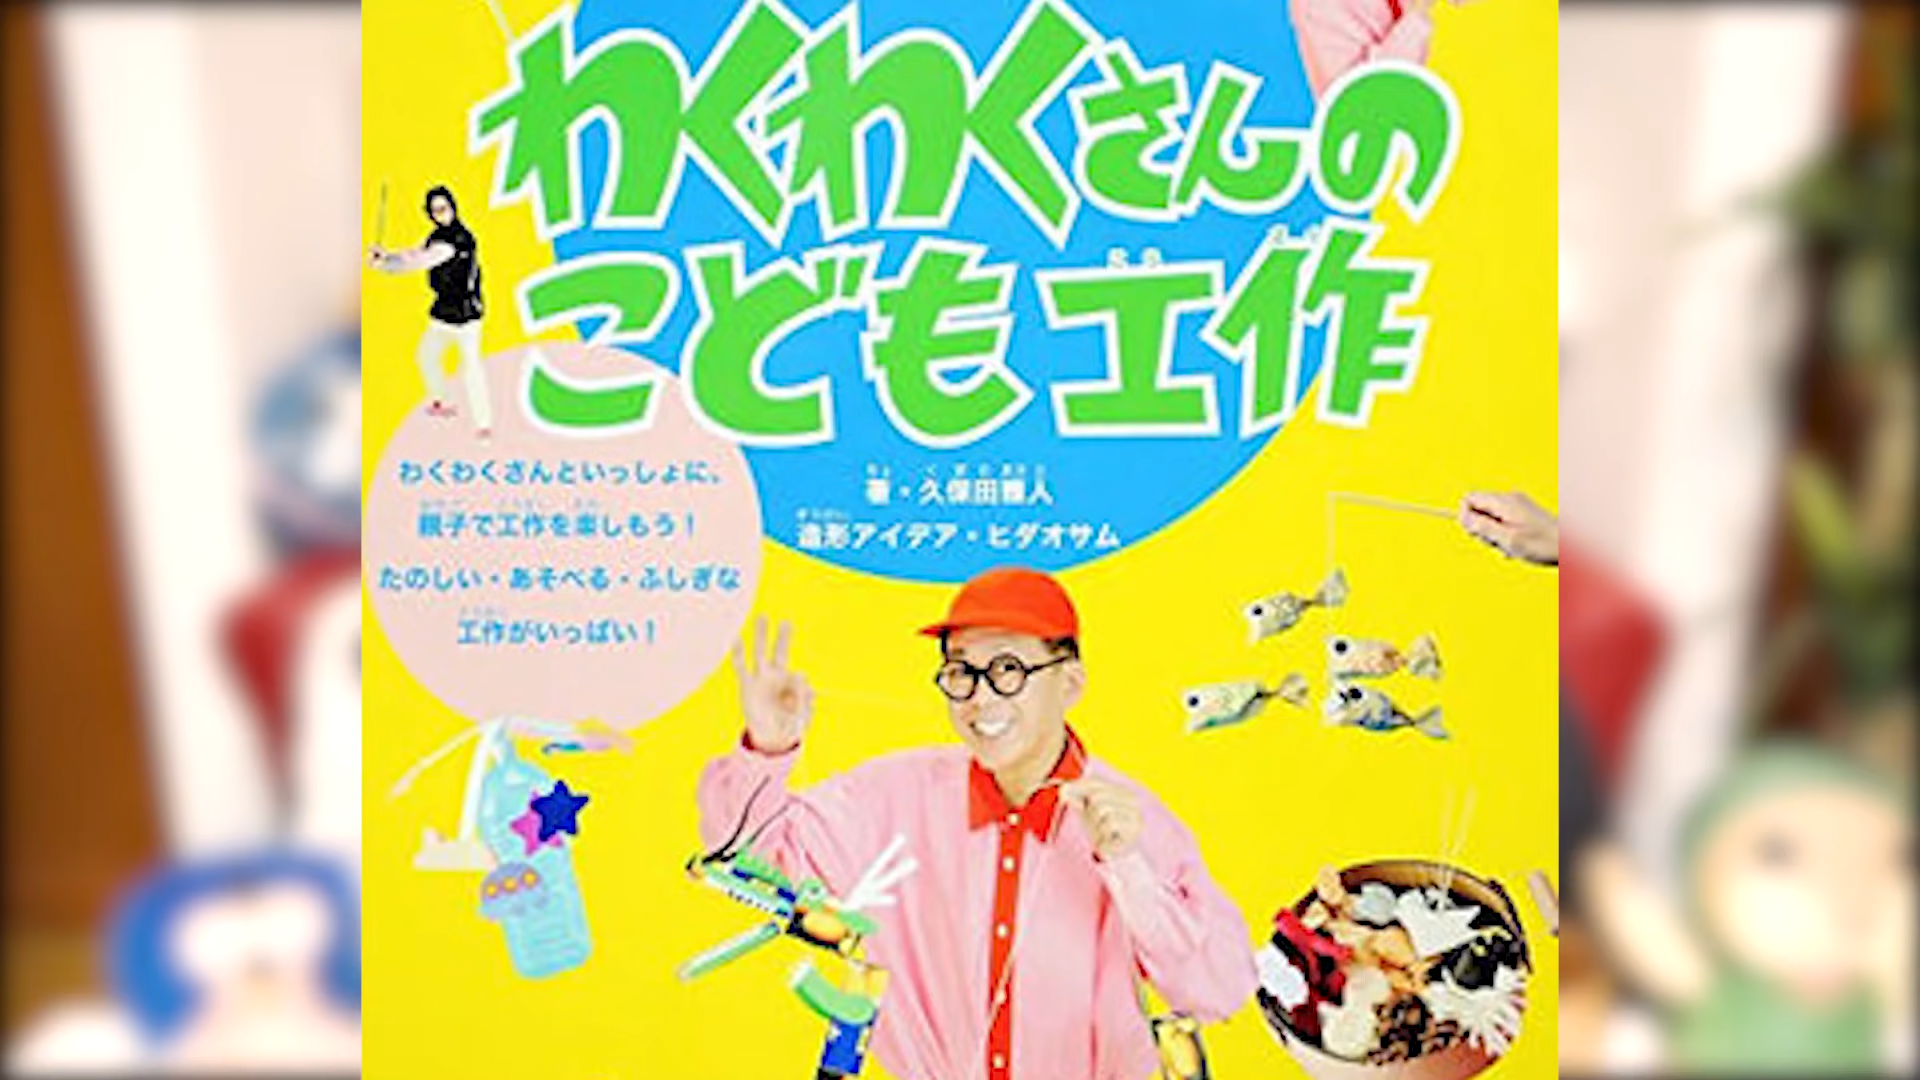 わくわくさんの
こども工作
わくわくさんといっしょに、
親子で工作を楽しもう！
たのしい・あそべる・ふしぎな
工作がいっぱい！
著・久保田雅人
造形アイデア・ヒダオサム